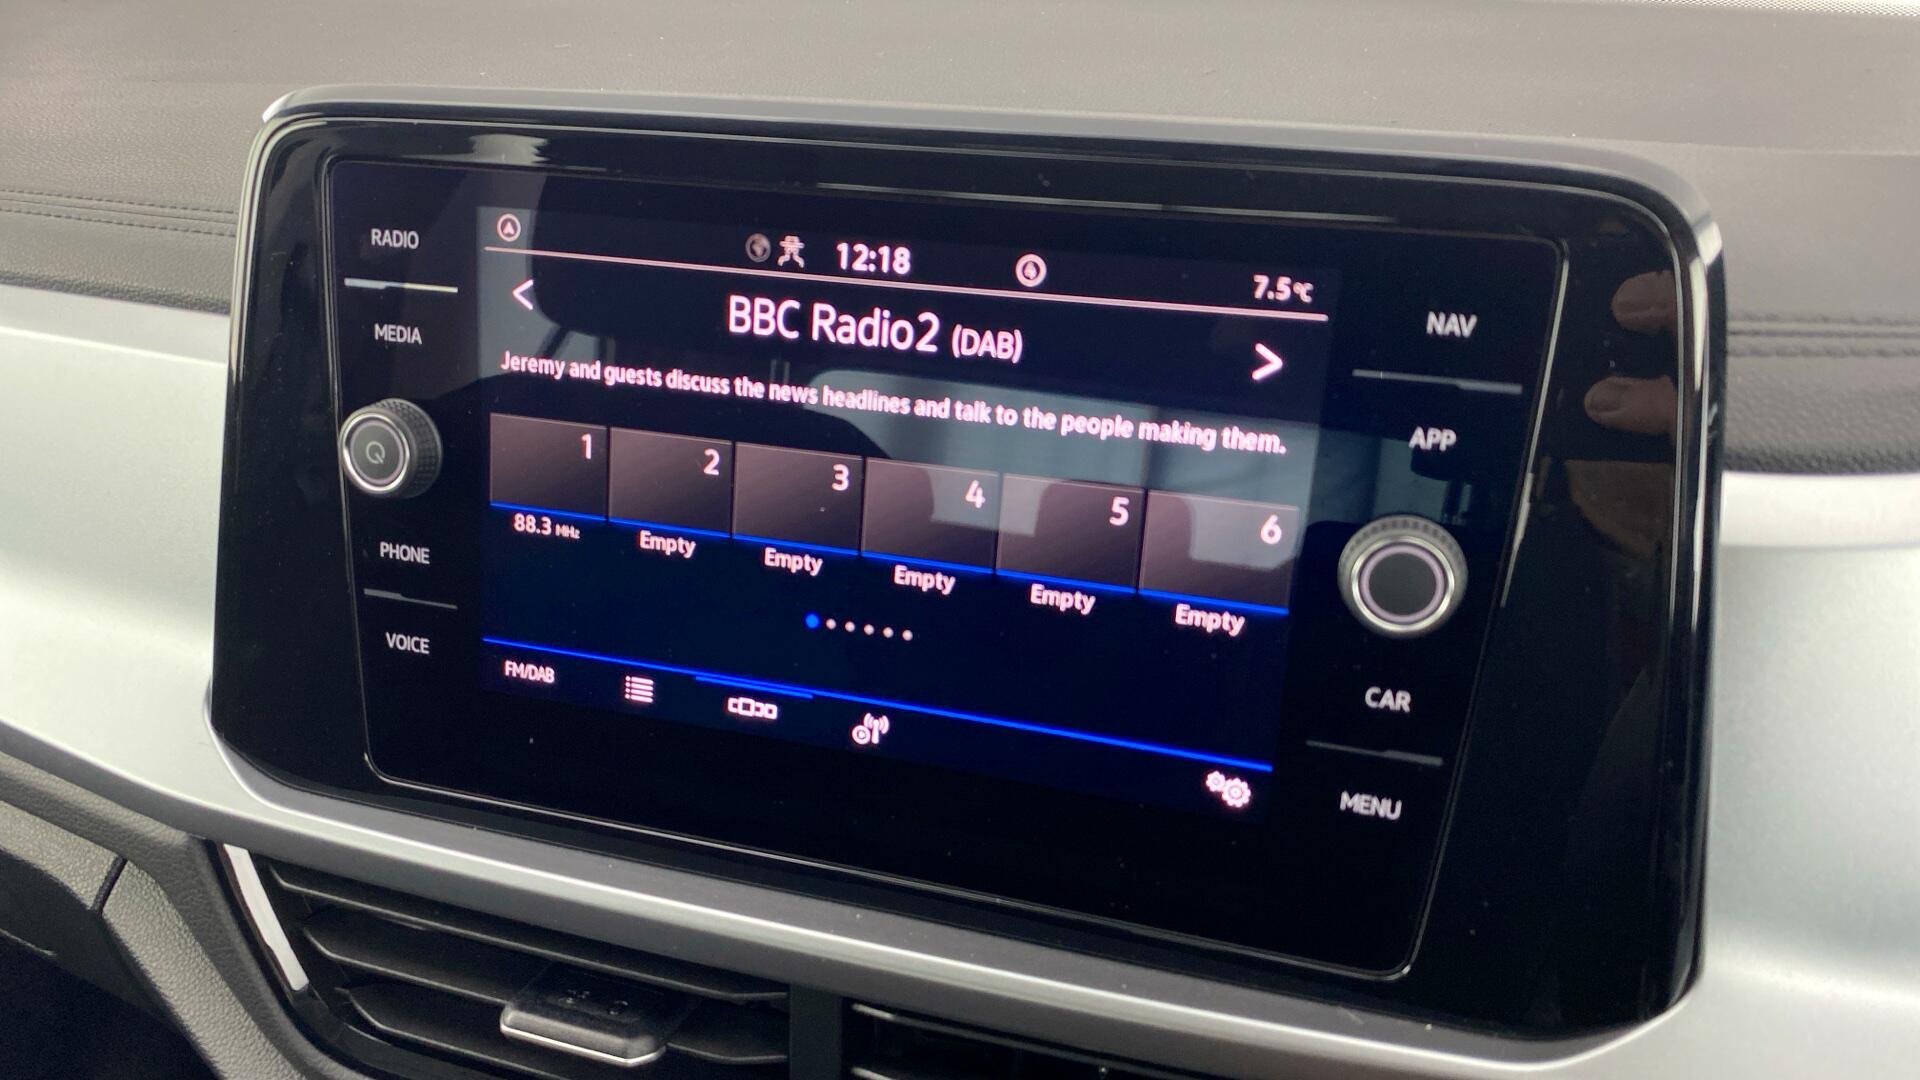 RADIO
MEDIA
PHONE
VOICE
12:18
7.5°C
BBC Radio2 (DAB)
Jeremy and guests discuss the news headlines and talk to the people making them.
1 2 3 4 5 6
88.3 MHz Empty Empty Empty Empty Empty
FM/DAB
NAV
APP
CAR
MENU